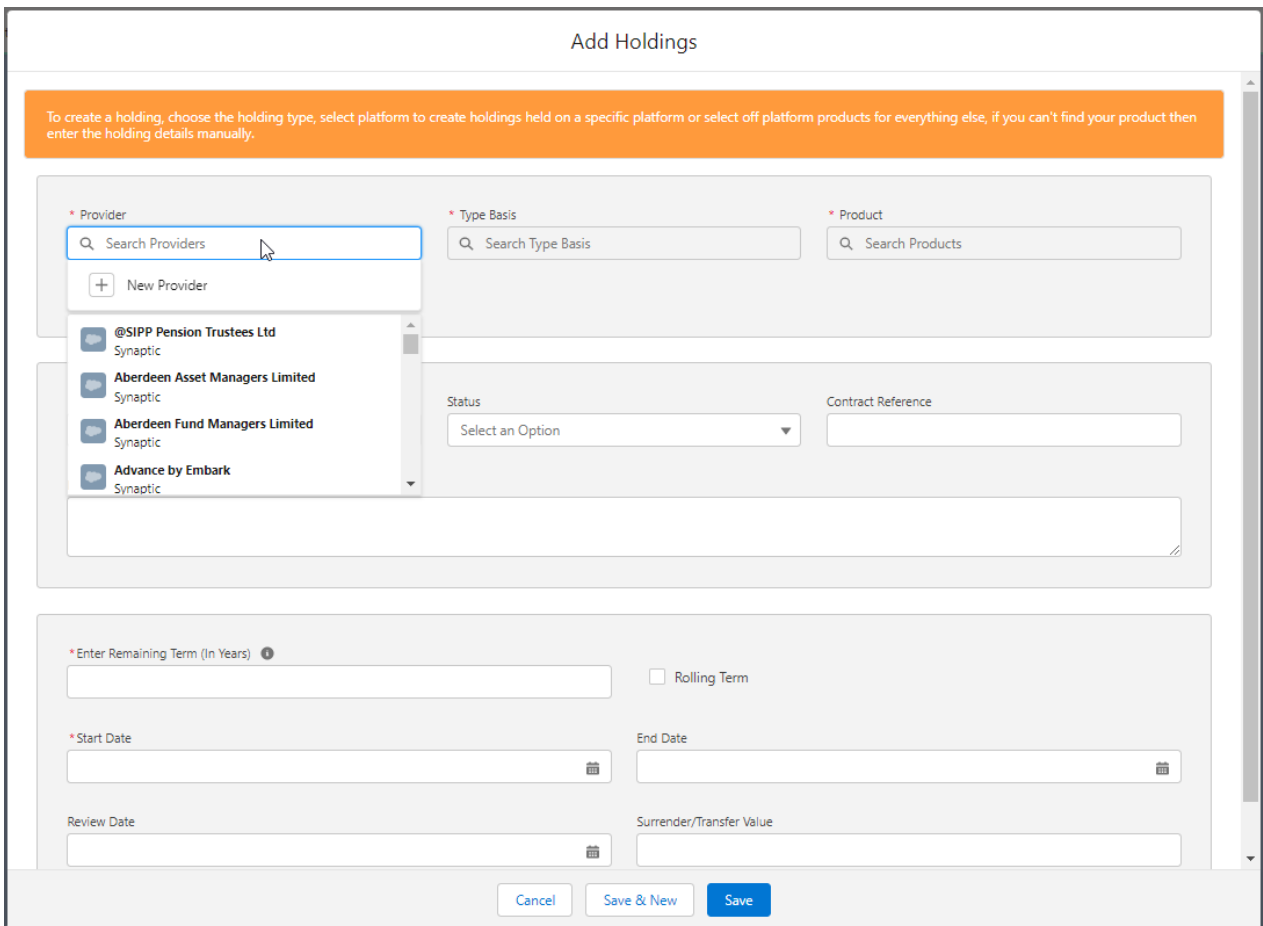 Add Holdings
To create a holding, choose the holding type, select platform to create holdings held on a specific platform or select off platform products for everything else, if you can't find your product then
enter the holding details manually.
* Provider
* Type Basis
* Product
Search Providers
Search Type Basis
Search Products
New Provider
@SIPP Pension Trustees Ltd
Synaptic
Aberdeen Asset Managers Limited
Synaptic
Aberdeen Fund Managers Limited
Synaptic
Advance by Embark
Synaptic
Status
Contract Reference
Select an Option
* Enter Remaining Term (In Years)
Rolling Term
* Start Date
End Date
Review Date
Surrender/Transfer Value
Cancel
Save & New
Save